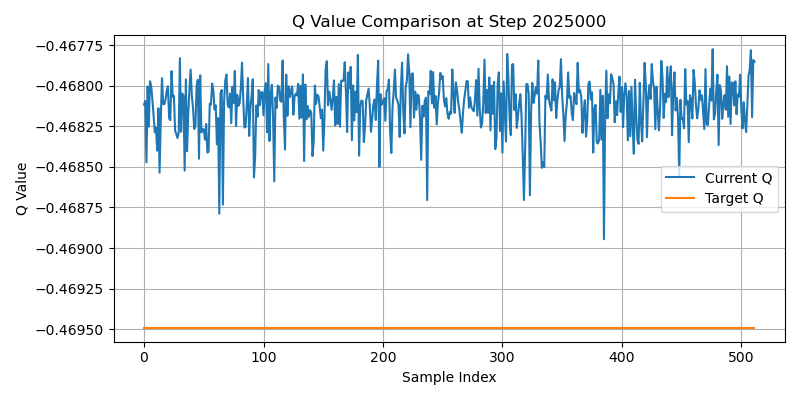 Q Value Comparison at Step 2025000
−0.46775
−0.46800
−0.46825
−0.46850
−0.46875
−0.46900
−0.46925
−0.46950
Q Value
Current Q
Target Q
0
100
200
300
400
500
Sample Index